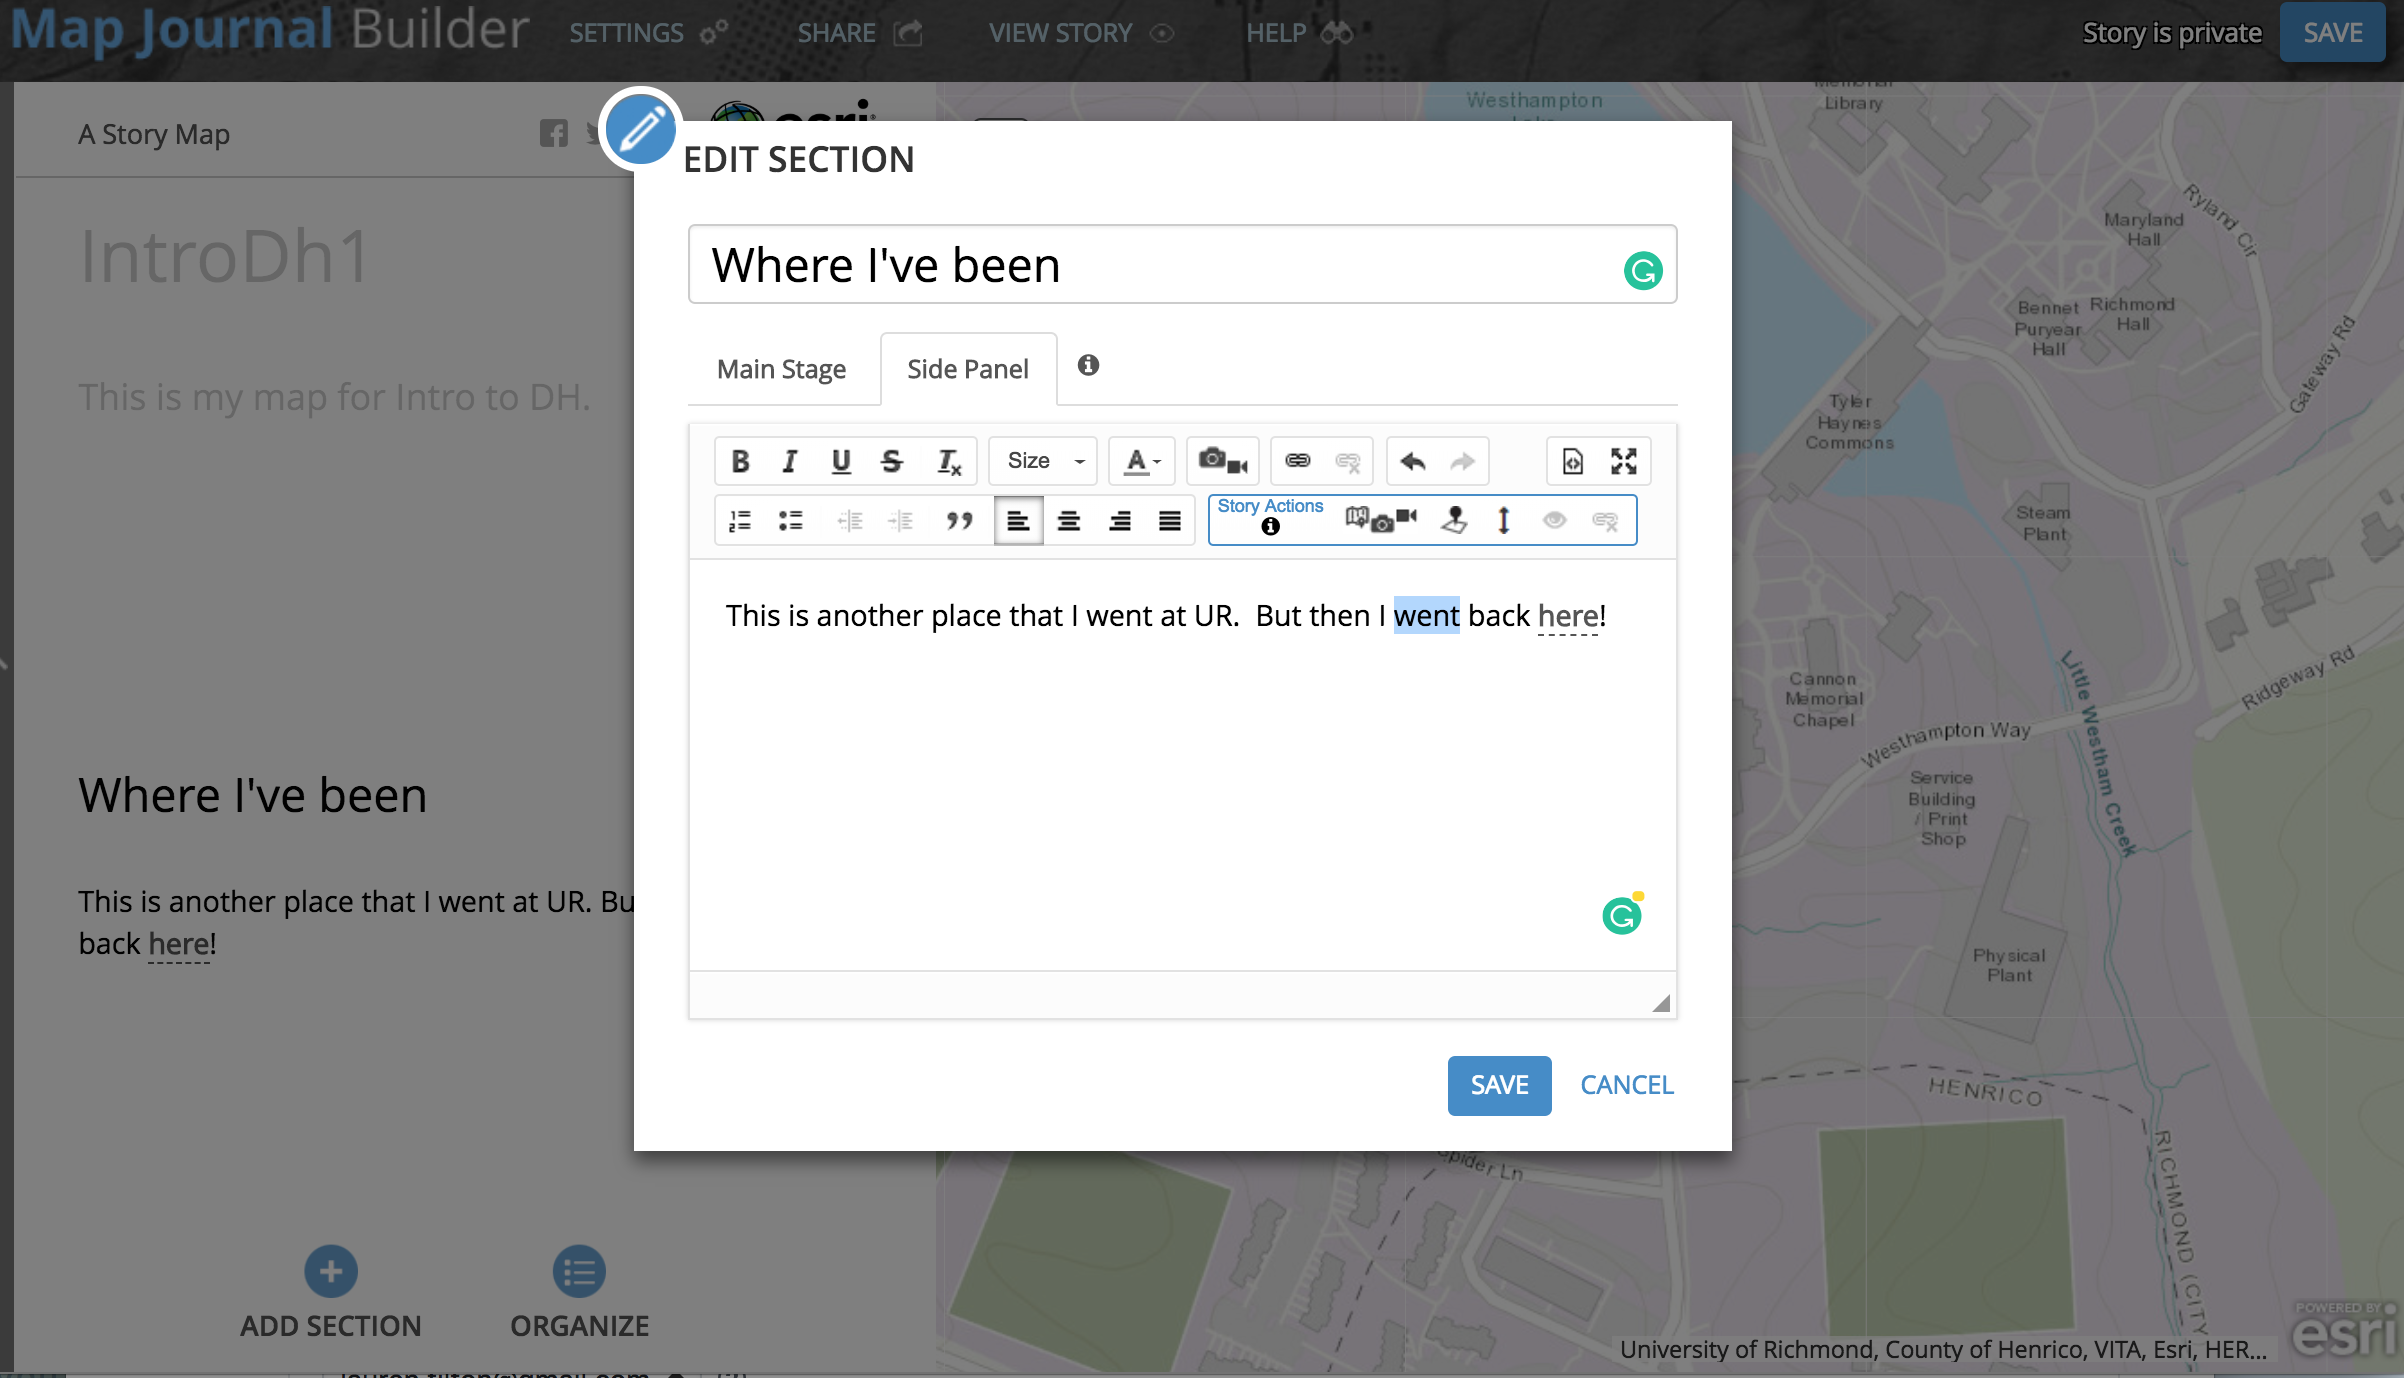 Map Journal Builder
SETTINGS
SHARE
VIEW STORY
HELP
Story is private
SAVE
A Story Map
esri
IntroDh1
This is my map for Intro to DH.
Where I've been
This is another place that I went at UR. Bu
back here!
ADD SECTION
ORGANIZE
EDIT SECTION
Where I've been
Main Stage
Side Panel
B I U S Tx
Size
A
Story Actions
This is another place that I went at UR.  But then I went back here!
SAVE
CANCEL
Westhampton
Memorial
Library
Ryland Cir
Maryland
Hall
Bennet
Puryear
Hall
Richmond
Hall
Gateway Rd
Tyler
Haynes
Commons
Steam
Plant
Ridgeway Rd
Little Westham Creek
Cannon
Memorial
Chapel
Westhampton Way
Service
Building
/ Print
Shop
Physical
Plant
HENRICO
RICHMOND (CITY
Spider Ln
POWERED BY
esri
University of Richmond, County of Henrico, VITA, Esri, HER...